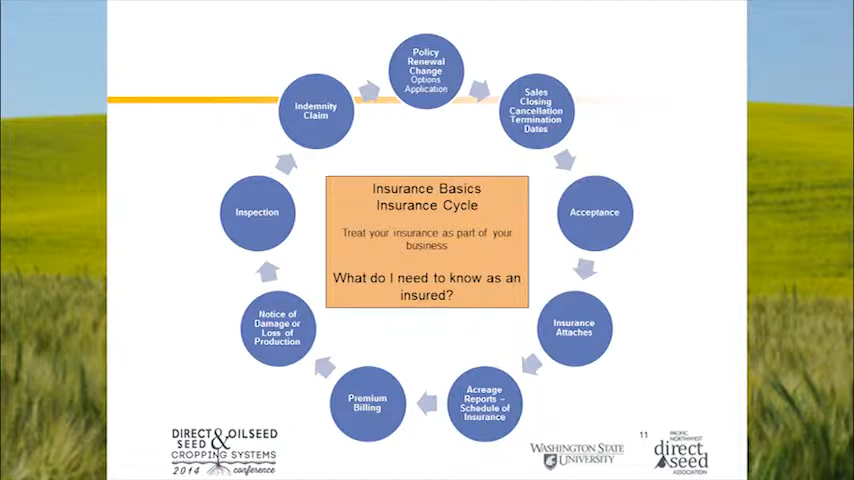 Policy
Renewal
Change
Options
Application
Sales
Closing
Cancellation
Termination
Dates
Acceptance
Insurance
Attaches
Acreage
Reports –
Schedule of
Insurance
Premium
Billing
Notice of
Damage or
Loss of
Production
Inspection
Indemnity
Claim
Insurance Basics
Insurance Cycle
Treat your insurance as part of your
business
What do I need to know as an
insured?
DIRECT & OILSEED
SEED
CROPPING SYSTEMS
2014 conference
WASHINGTON STATE
UNIVERSITY
11
PACIFIC
NORTHWEST
direct
seed
ASSOCIATION